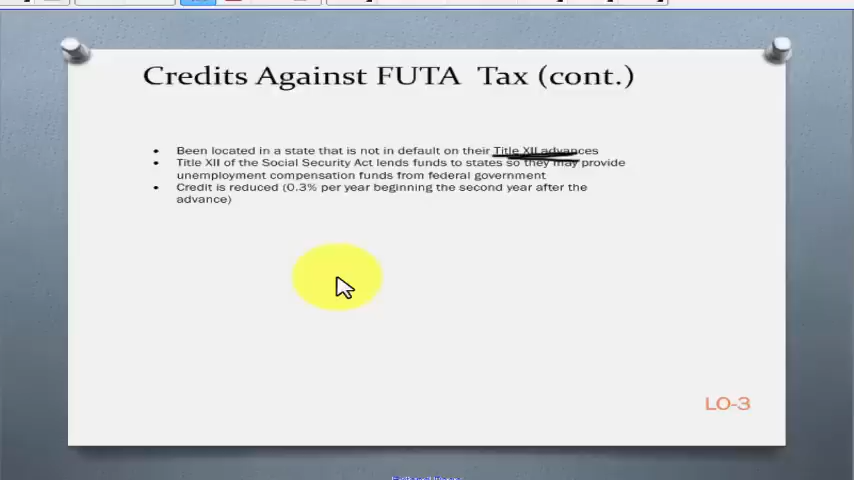 Credits Against FUTA Tax (cont.)
• Been located in a state that is not in default on their Title XII advances
• Title XII of the Social Security Act lends funds to states so they may provide
unemployment compensation funds from federal government
• Credit is reduced (0.3% per year beginning the second year after the
advance)
LO-3